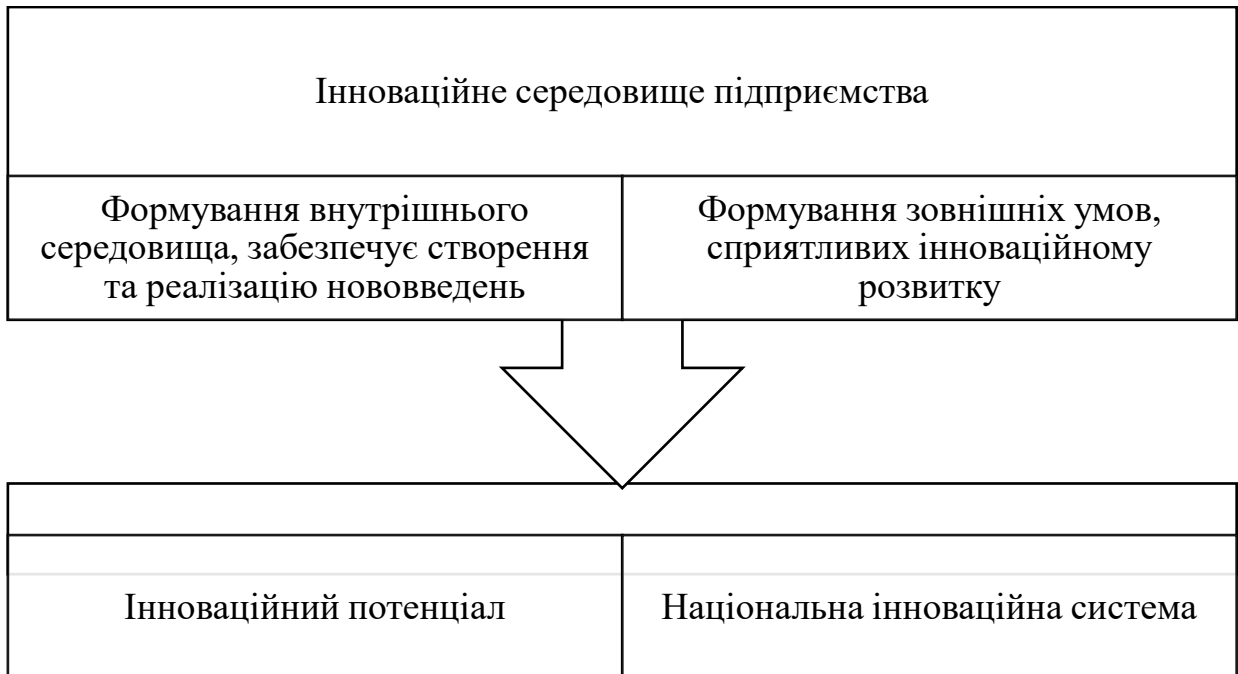 Інноваційне середовище підприємства
Формування внутрішнього
середовища, забезпечує створення
та реалізацію нововведень
Формування зовнішніх умов,
сприятливих інноваційному
розвитку
Інноваційний потенціал
Національна інноваційна система